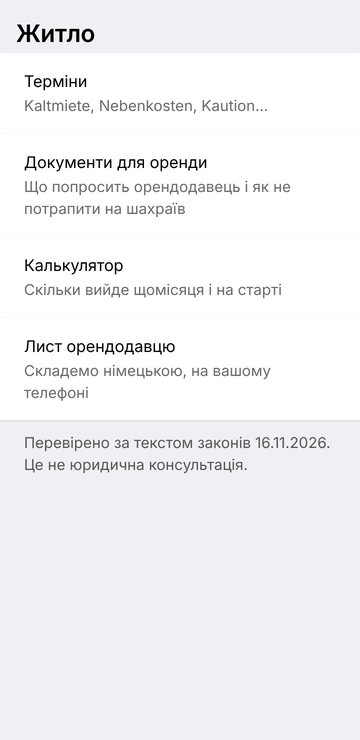 Житло
Терміни
Kaltmiete, Nebenkosten, Kaution...
Документи для оренди
Що попросить орендодавець і як не
потрапити на шахраїв
Калькулятор
Скільки вийде щомісяця і на старті
Лист орендодавцю
Складемо німецькою, на вашому
телефоні
Перевірено за текстом законів 16.11.2026.
Це не юридична консультація.